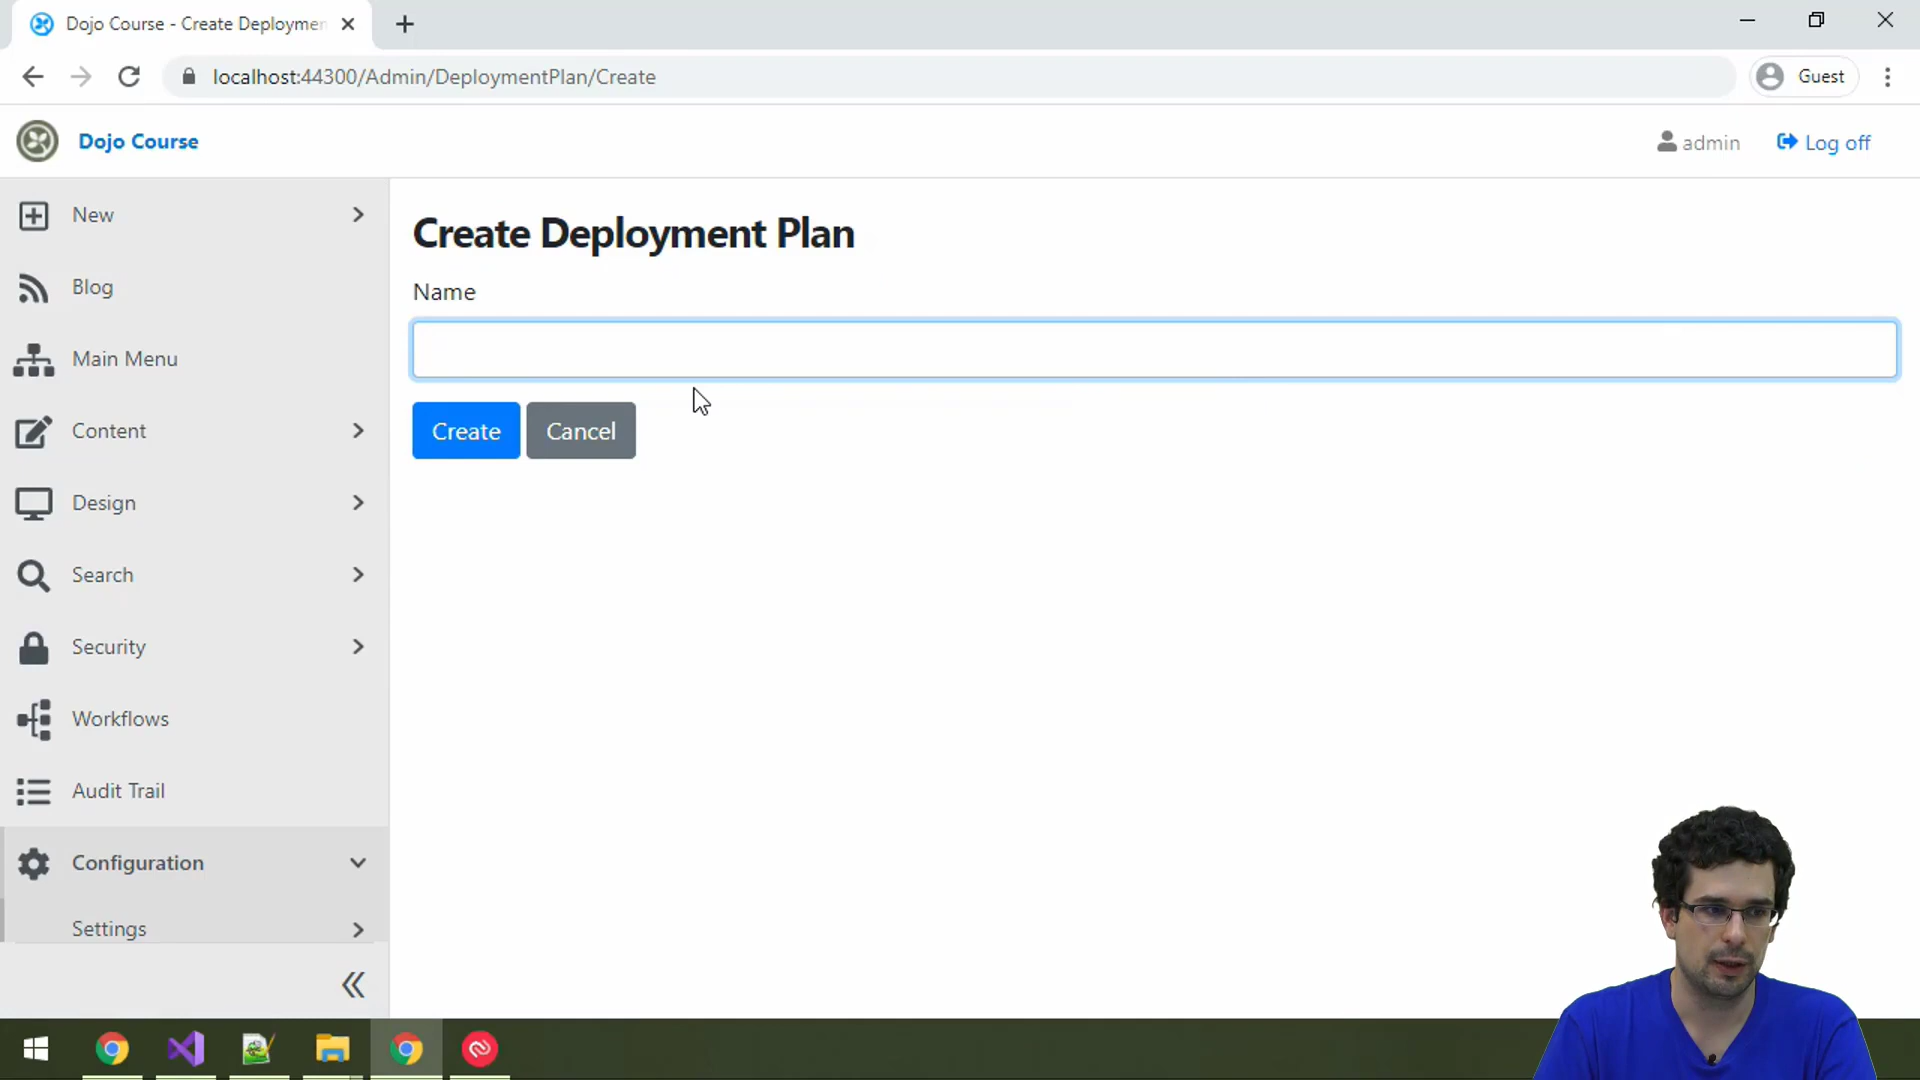 Dojo Course - Create Deploymen
localhost:44300/Admin/DeploymentPlan/Create
Guest
Dojo Course
admin
Log off
New
Blog
Main Menu
Content
Design
Search
Security
Workflows
Audit Trail
Configuration
Settings
Create Deployment Plan
Name
Create
Cancel